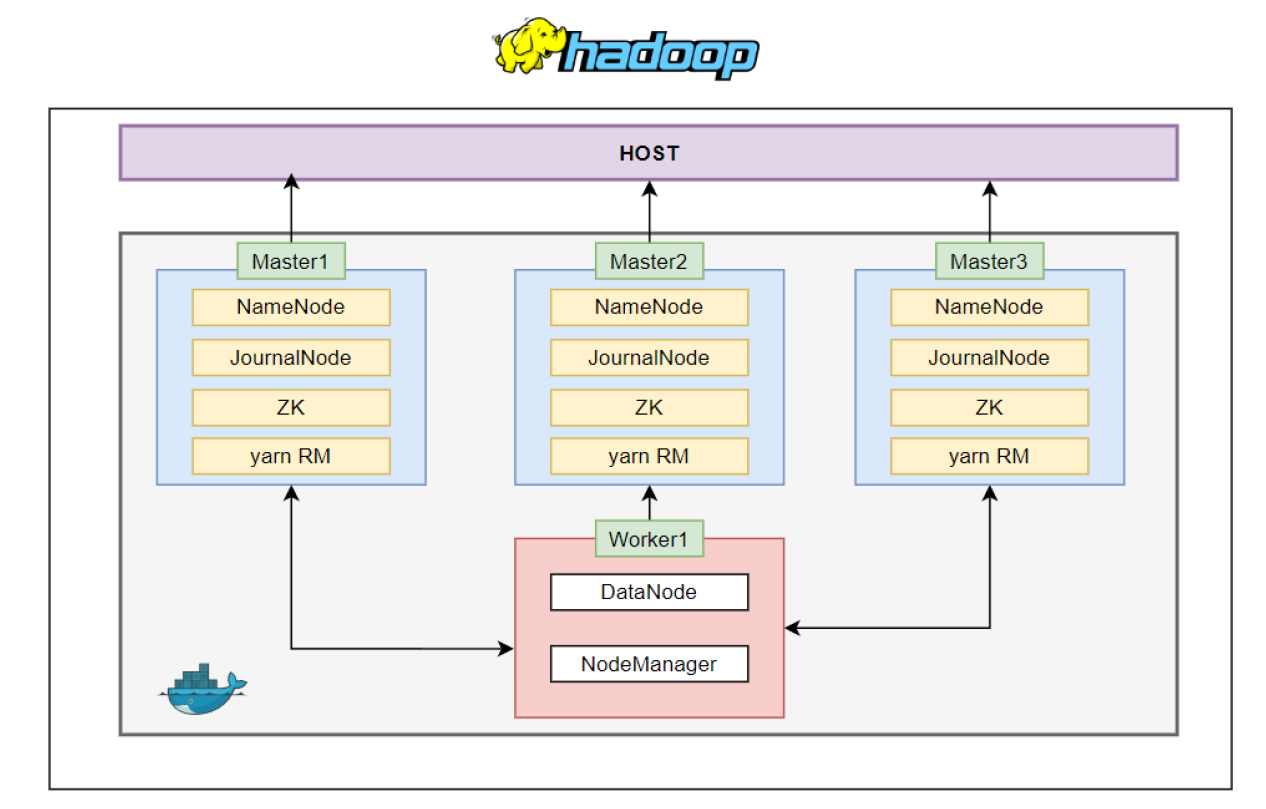 hadoop
HOST
Master1
NameNode
JournalNode
ZK
yarn RM
Master2
NameNode
JournalNode
ZK
yarn RM
Master3
NameNode
JournalNode
ZK
yarn RM
Worker1
DataNode
NodeManager